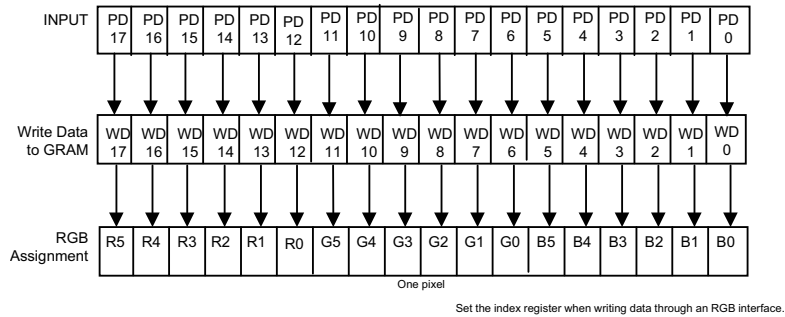 INPUT PD 17 PD 16 PD 15 PD 14 PD 13 PD 12 PD 11 PD 10 PD 9 PD 8 PD 7 PD 6 PD 5 PD 4 PD 3 PD 2 PD 1 PD 0
Write Data to GRAM WD 17 WD 16 WD 15 WD 14 WD 13 WD 12 WD 11 WD 10 WD 9 WD 8 WD 7 WD 6 WD 5 WD 4 WD 3 WD 2 WD 1 WD 0
RGB Assignment R5 R4 R3 R2 R1 R0 G5 G4 G3 G2 G1 G0 B5 B4 B3 B2 B1 B0
One pixel
Set the index register when writing data through an RGB interface.